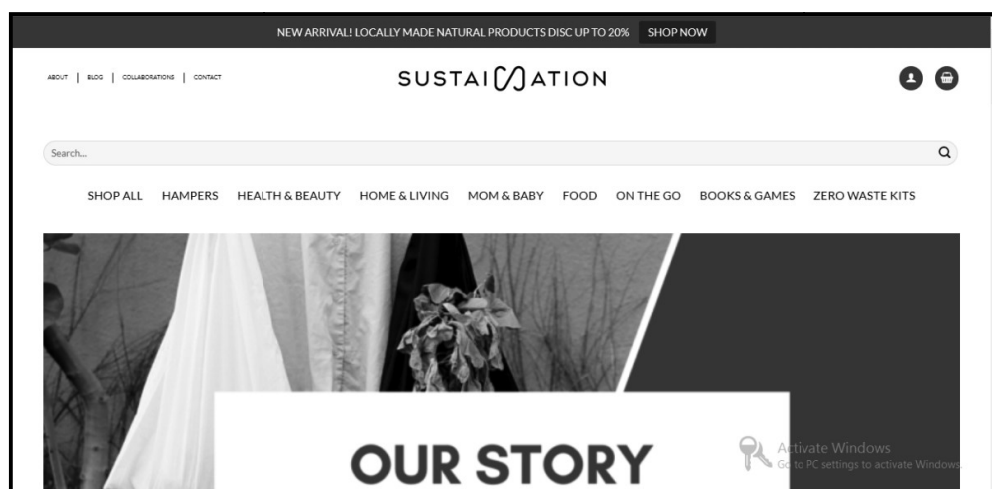 NEW ARRIVAL! LOCALLY MADE NATURAL PRODUCTS DISC UP TO 20% SHOP NOW
ABOUT | BLOG | COLLABORATIONS | CONTACT
SUSTAINATION
Search...
SHOP ALL HAMPERS HEALTH & BEAUTY HOME & LIVING MOM & BABY FOOD ON THE GO BOOKS & GAMES ZERO WASTE KITS
OUR STORY
Activate Windows
Go to PC settings to activate Windows